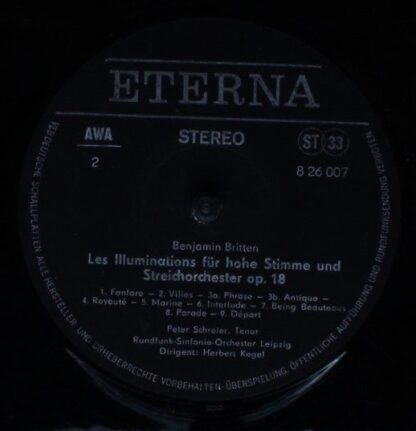 ETERNA
AWA
STEREO
ST 33
2
8 26 007
Benjamin Britten
Les Illuminations für hohe Stimme und
Streichorchester op. 18
1. Fanfare – 2. Villes – 3a. Phrase – 3b. Antique –
4. Royauté – 5. Marine – 6. Interlude – 7. Being Beauteous
8. Parade – 9. Départ
Peter Schreier, Tenor
Rundfunk-Sinfonie-Orchester Leipzig
Dirigent: Herbert Kegel
VEB DEUTSCHE SCHALLPLATTEN ALLE HERSTELLER UND URHEBERRECHTE VORBEHALTEN · ÜBERSPIELUNG, ÖFFENTLICHE AUFFÜHRUNG UND RUNDFUNKSENDUNG VERBOTEN